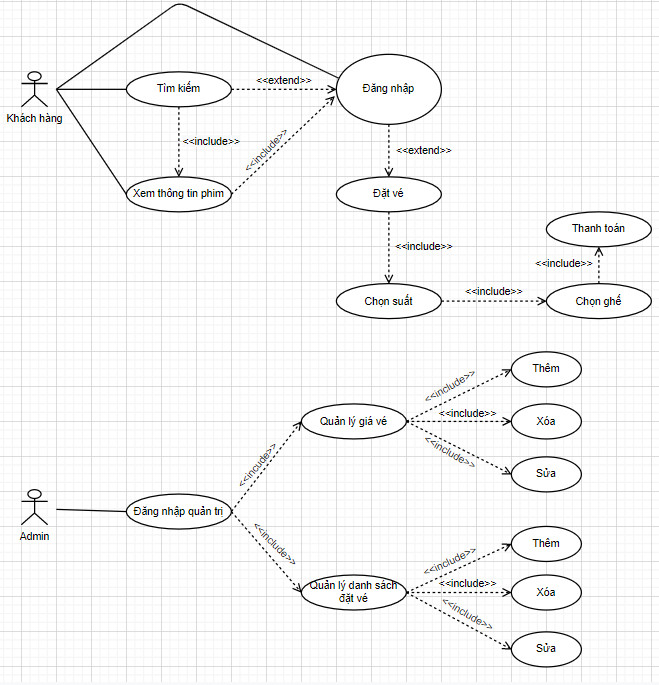 Tìm kiếm
<<extend>>
Đăng nhập
Khách hàng
<<include>>
<<include>>
<<extend>>
Xem thông tin phim
Đặt vé
Thanh toán
<<include>>
<<include>>
<<include>>
Chọn suất
Chọn ghế
Thêm
<<include>>
Quản lý giá vé
<<include>>
Xóa
<<include>>
Sửa
<<incude>>
Đăng nhập quản trị
Admin
<<include>>
Thêm
<<include>>
Quản lý danh sách
đặt vé
<<include>>
Xóa
<<include>>
Sửa